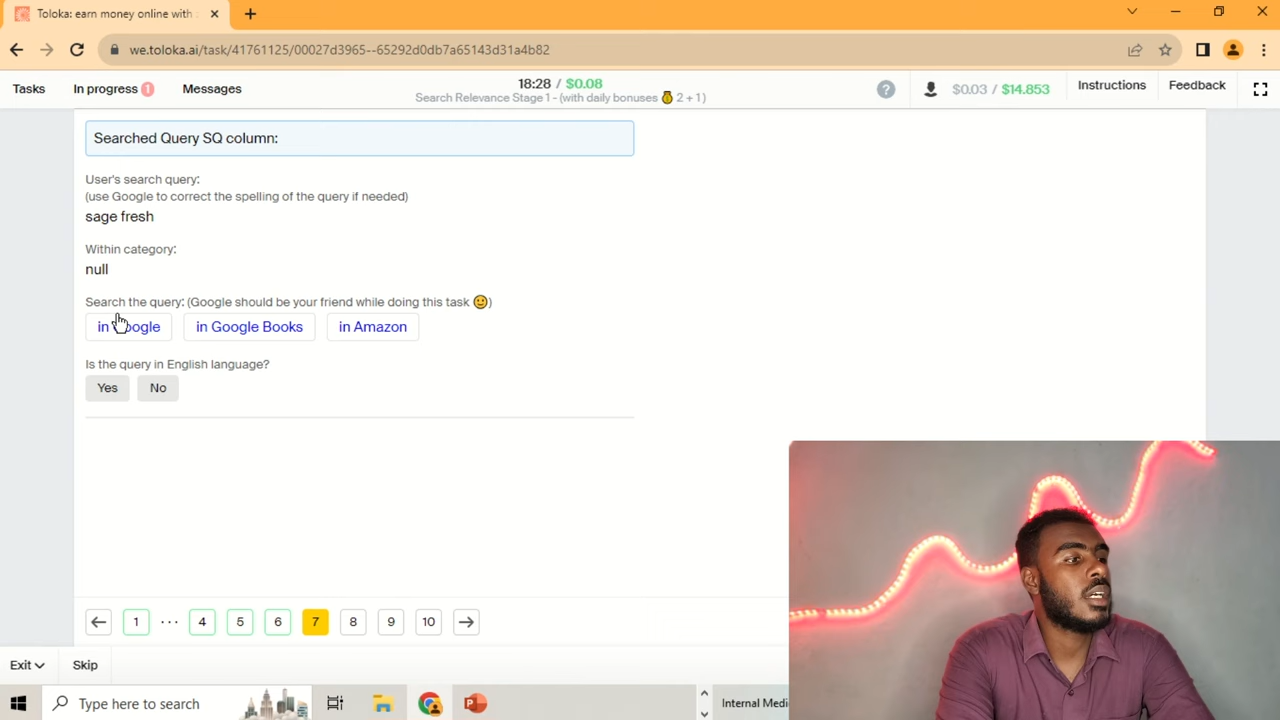 Toloka: earn money online with
we.toloka.ai/task/41761125/00027d3965--65292d0db7a65143d31a4b82
Tasks
In progress 1
Messages
18:28 / $0.08
Search Relevance Stage 1 - (with daily bonuses 💰 2 + 1)
$0.03 / $14.853
Instructions
Feedback
Searched Query SQ column:
User's search query:
(use Google to correct the spelling of the query if needed)
sage fresh
Within category:
null
Search the query: (Google should be your friend while doing this task 🙂)
in Google
in Google Books
in Amazon
Is the query in English language?
Yes
No
1 ... 4 5 6 7 8 9 10
Exit
Skip
Type here to search
Internal Medi